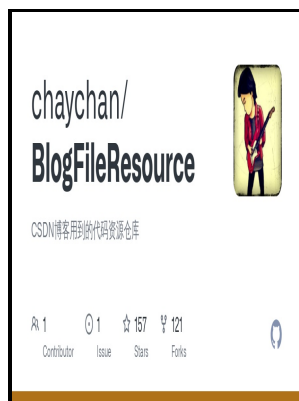 chaychan/
BlogFileResource
CSDN博客用到的代码资源仓库
1 1 157 121
Contributor Issue Stars Forks